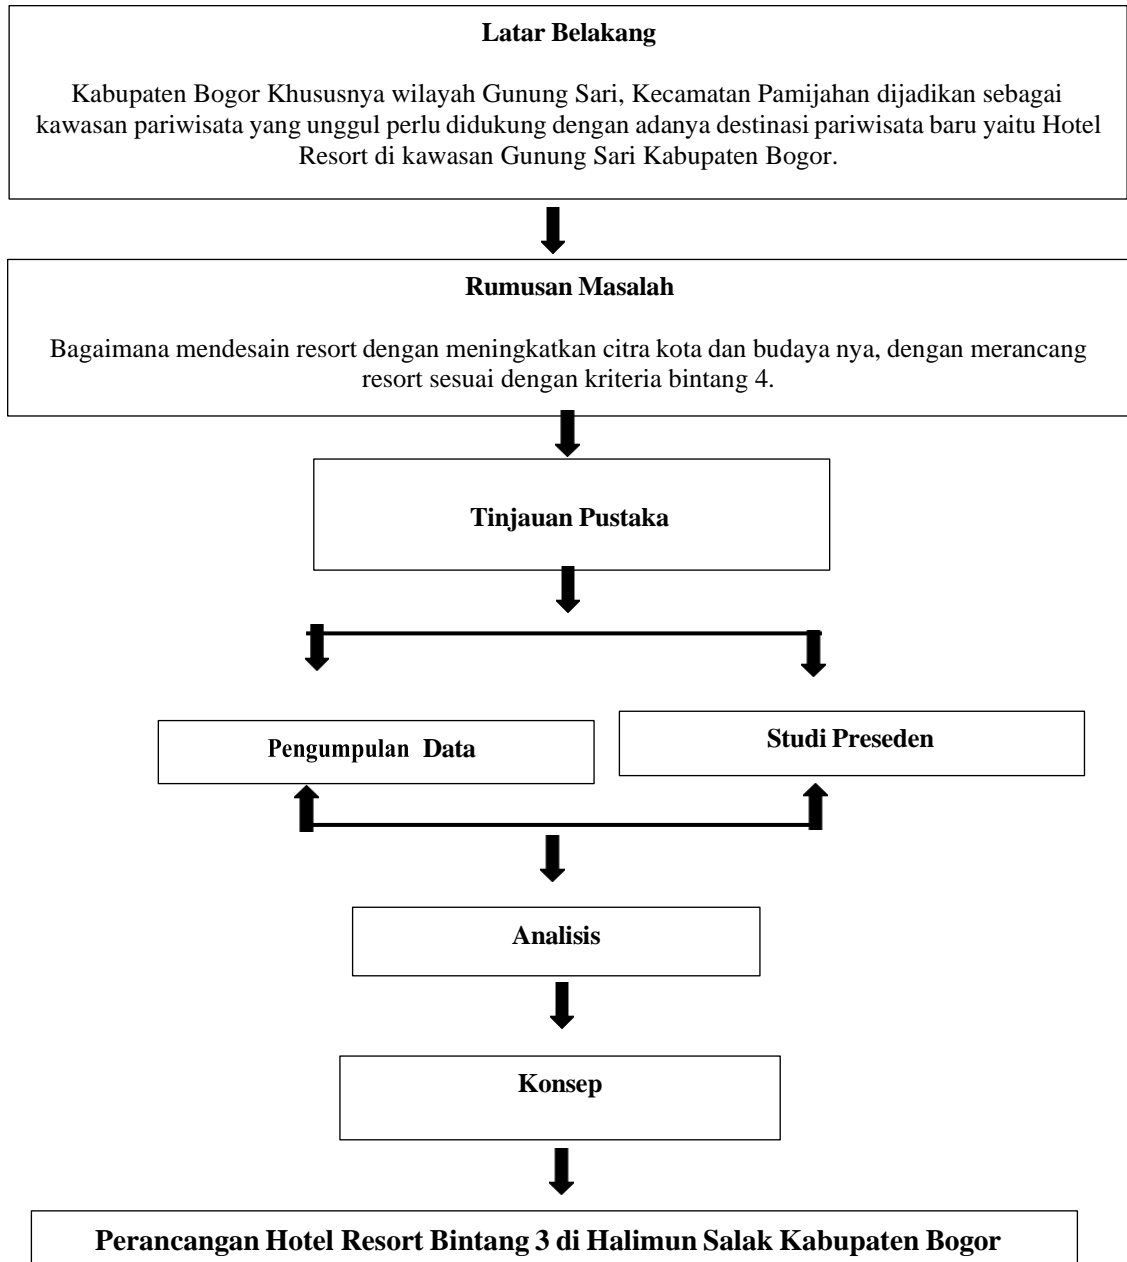 Latar Belakang
Kabupaten Bogor Khususnya wilayah Gunung Sari, Kecamatan Pamijahan dijadikan sebagai
kawasan pariwisata yang unggul perlu didukung dengan adanya destinasi pariwisata baru yaitu Hotel
Resort di kawasan Gunung Sari Kabupaten Bogor.
Rumusan Masalah
Bagaimana mendesain resort dengan meningkatkan citra kota dan budaya nya, dengan merancang
resort sesuai dengan kriteria bintang 4.
Tinjauan Pustaka
Pengumpulan Data
Studi Preseden
Analisis
Konsep
Perancangan Hotel Resort Bintang 3 di Halimun Salak Kabupaten Bogor